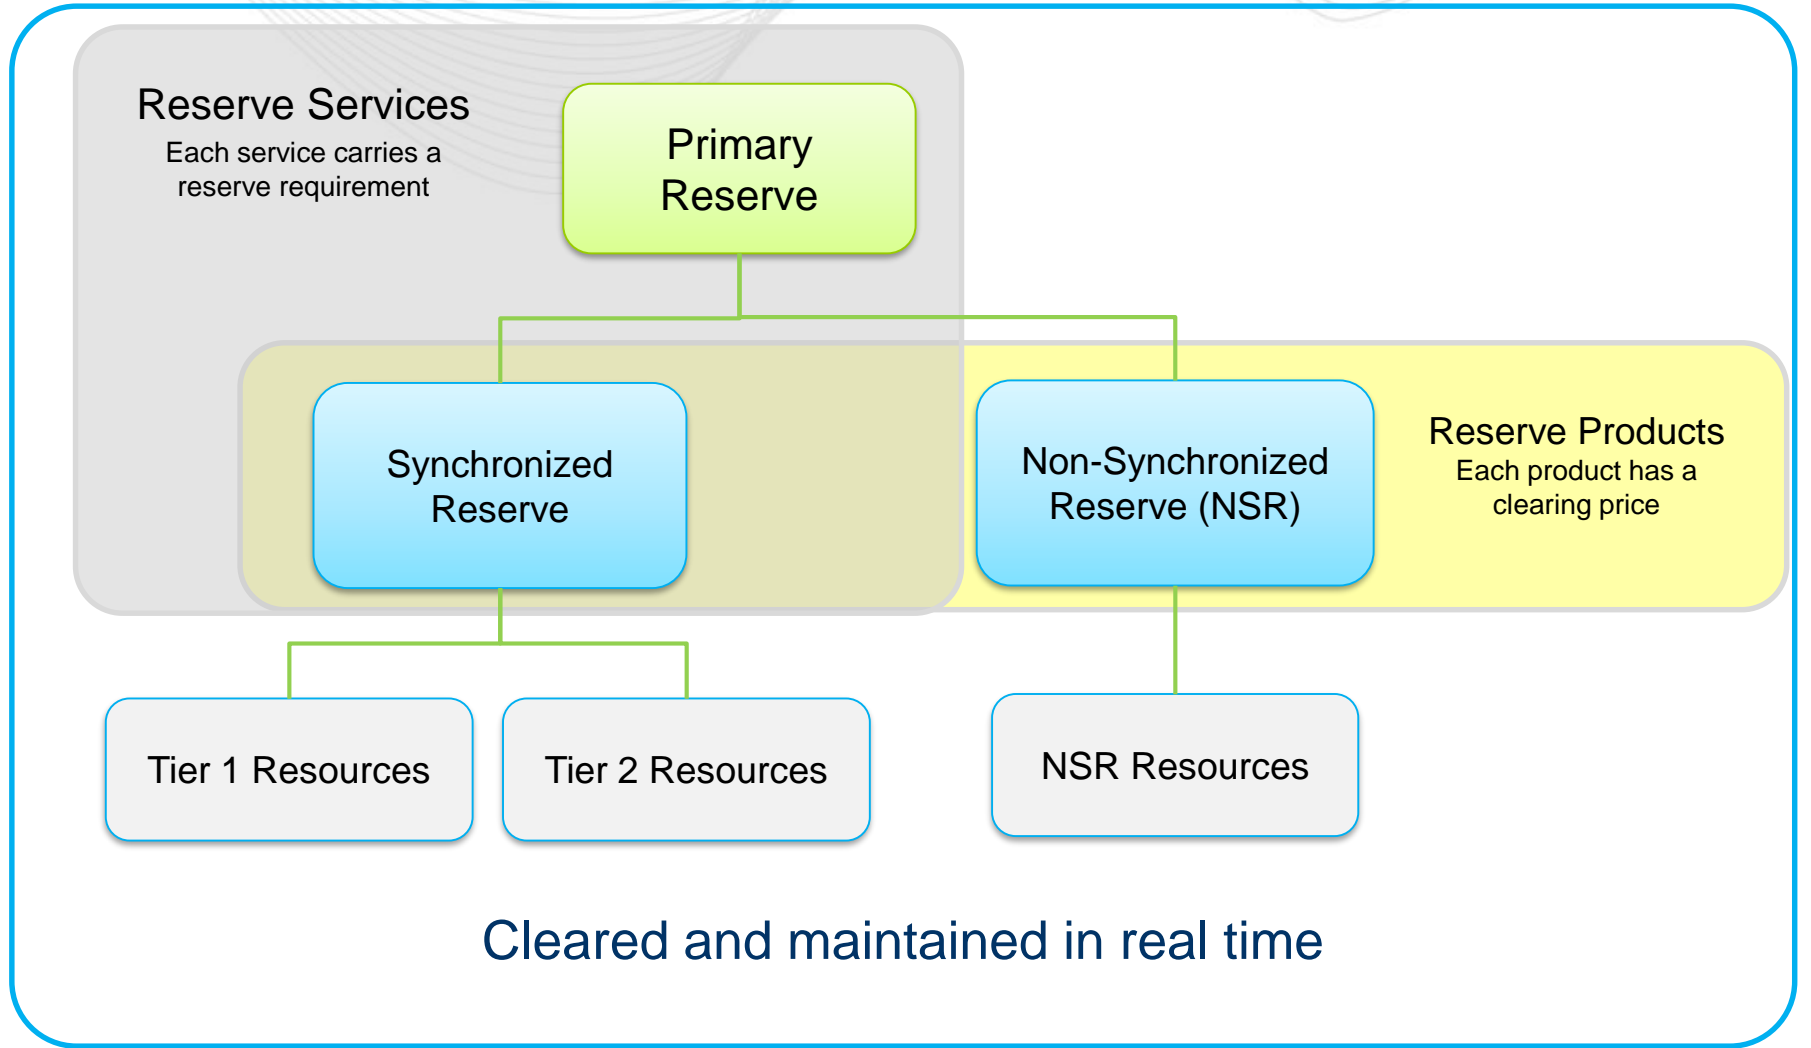 Reserve Services
Each service carries a
reserve requirement
Primary
Reserve
Synchronized
Reserve
Non-Synchronized
Reserve (NSR)
Reserve Products
Each product has a
clearing price
Tier 1 Resources
Tier 2 Resources
NSR Resources
Cleared and maintained in real time